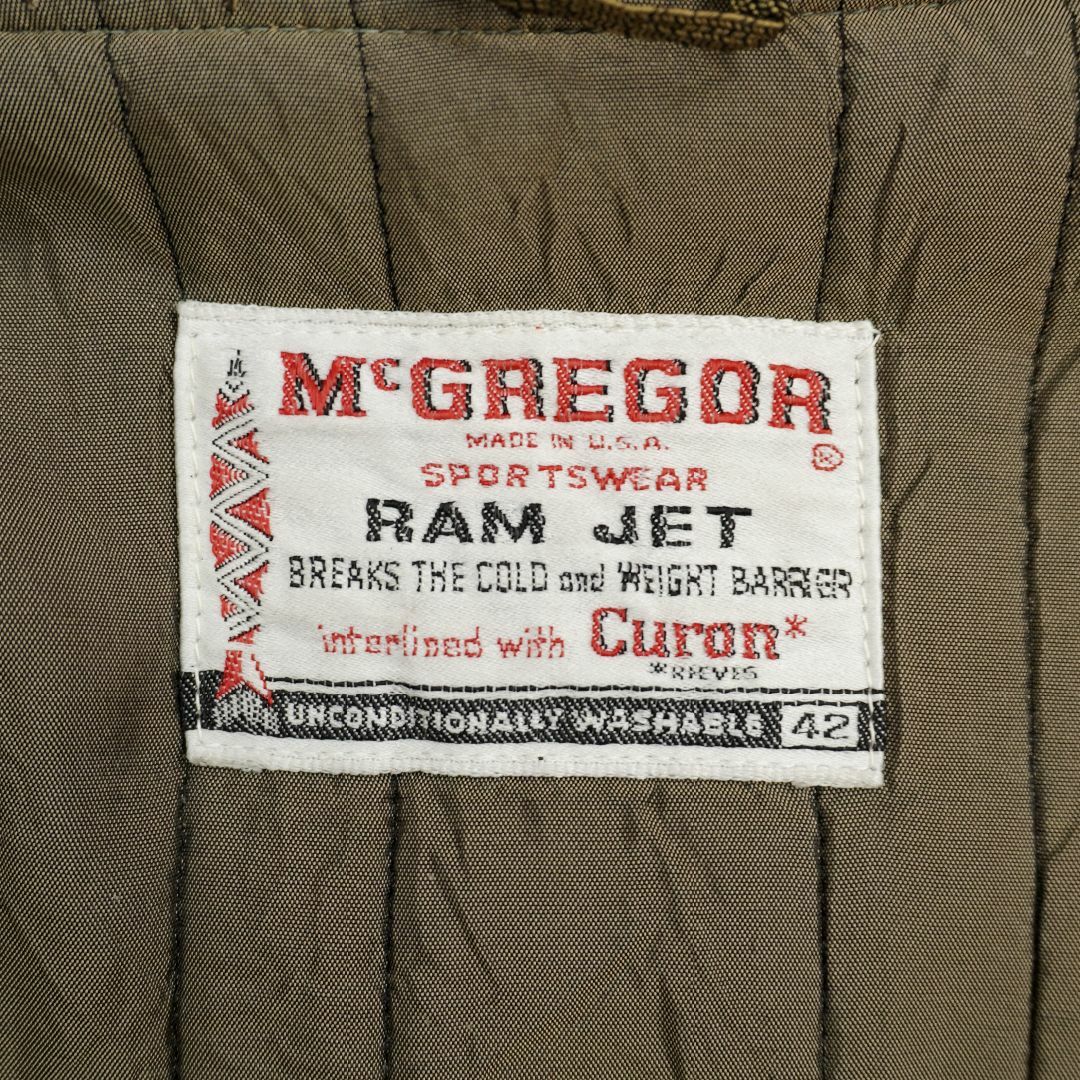 McGREGOR
®
MADE IN U.S.A.
SPORTSWEAR
RAM JET
BREAKS THE COLD and WEIGHT BARRIER
interlined with Curon*
*REEVES
UNCONDITIONALLY WASHABLE 42